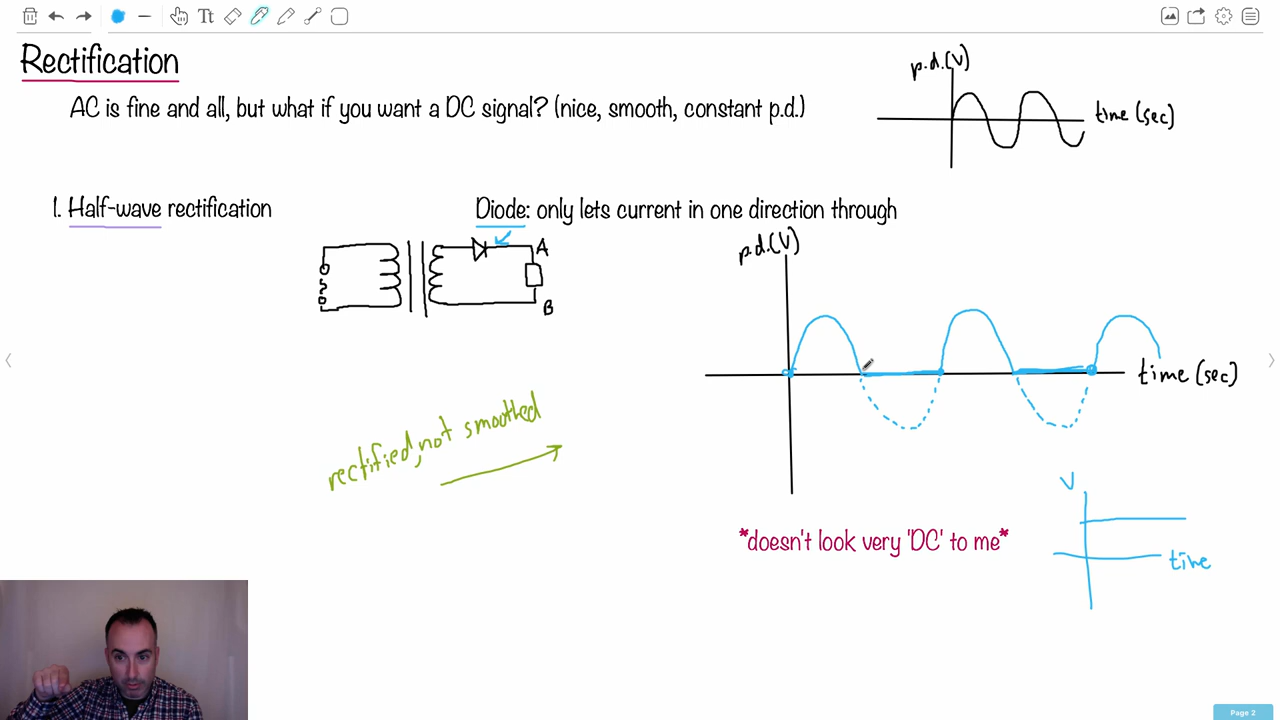 Tt
Rectification
p.d.(V)
AC is fine and all, but what if you want a DC signal? (nice, smooth, constant p.d.)
time (sec)
1. Half-wave rectification
Diode: only lets current in one direction through
p.d.(V)
A
B
time (sec)
rectified, not smoothed
V
*doesn't look very 'DC' to me*
time
Page 2